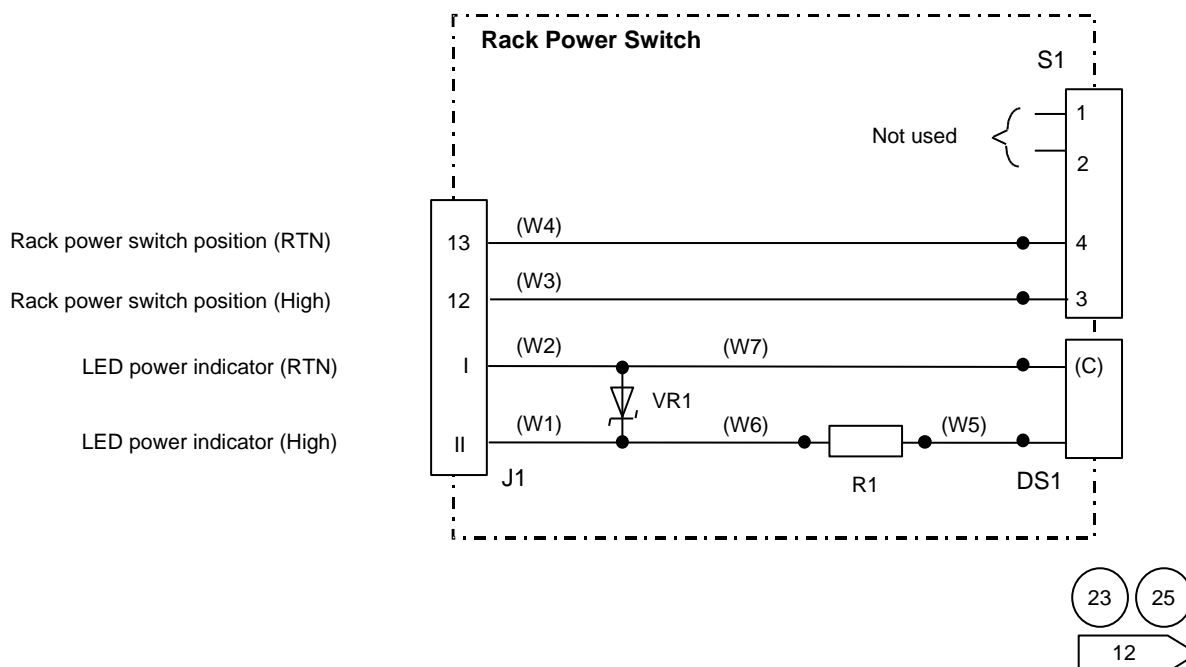 Rack Power Switch
S1
1
Not used
2
Rack power switch position (RTN)
13
(W4)
4
Rack power switch position (High)
12
(W3)
3
LED power indicator (RTN)
I
(W2)
(W7)
(C)
VR1
LED power indicator (High)
II
(W1)
(W6)
(W5)
J1
R1
DS1
23
25
12